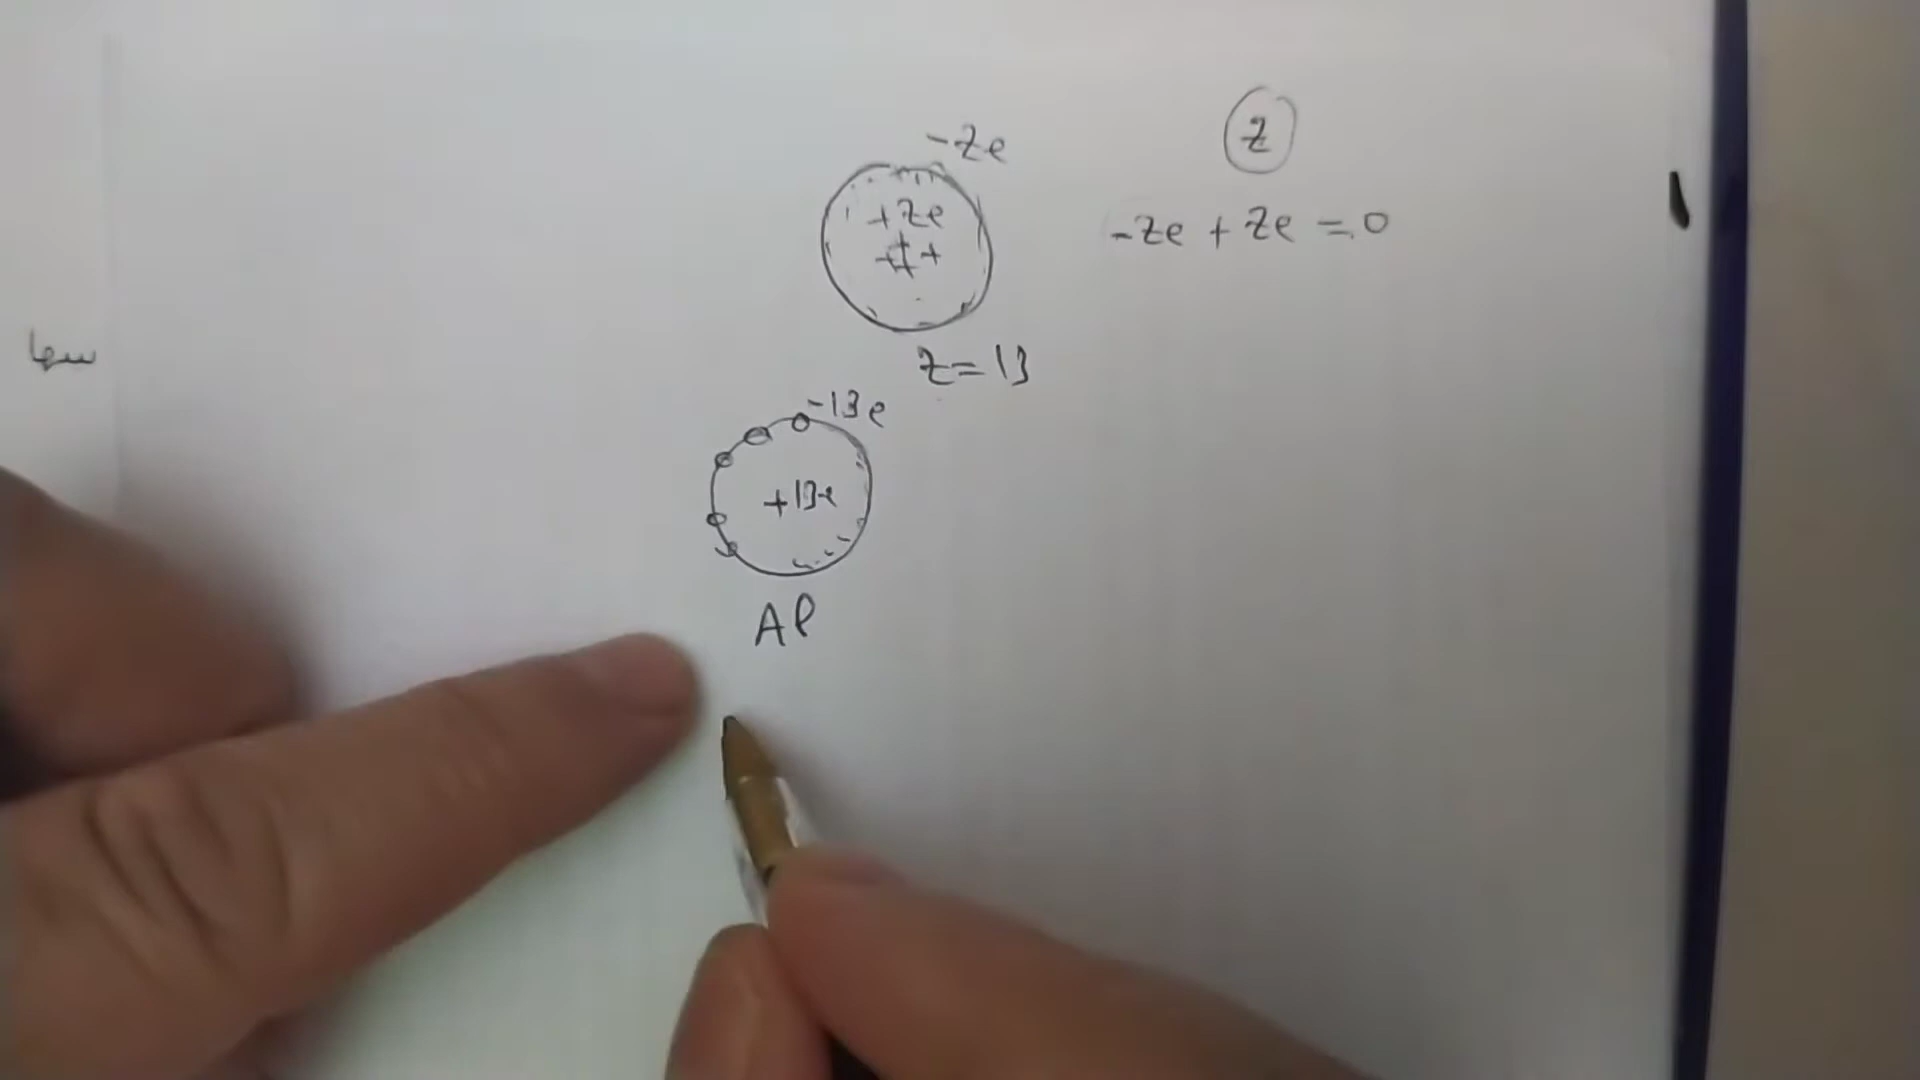 -Ze
Z
+Ze
-Ze + Ze = 0
+++
Z = 13
-13e
+13e
Al